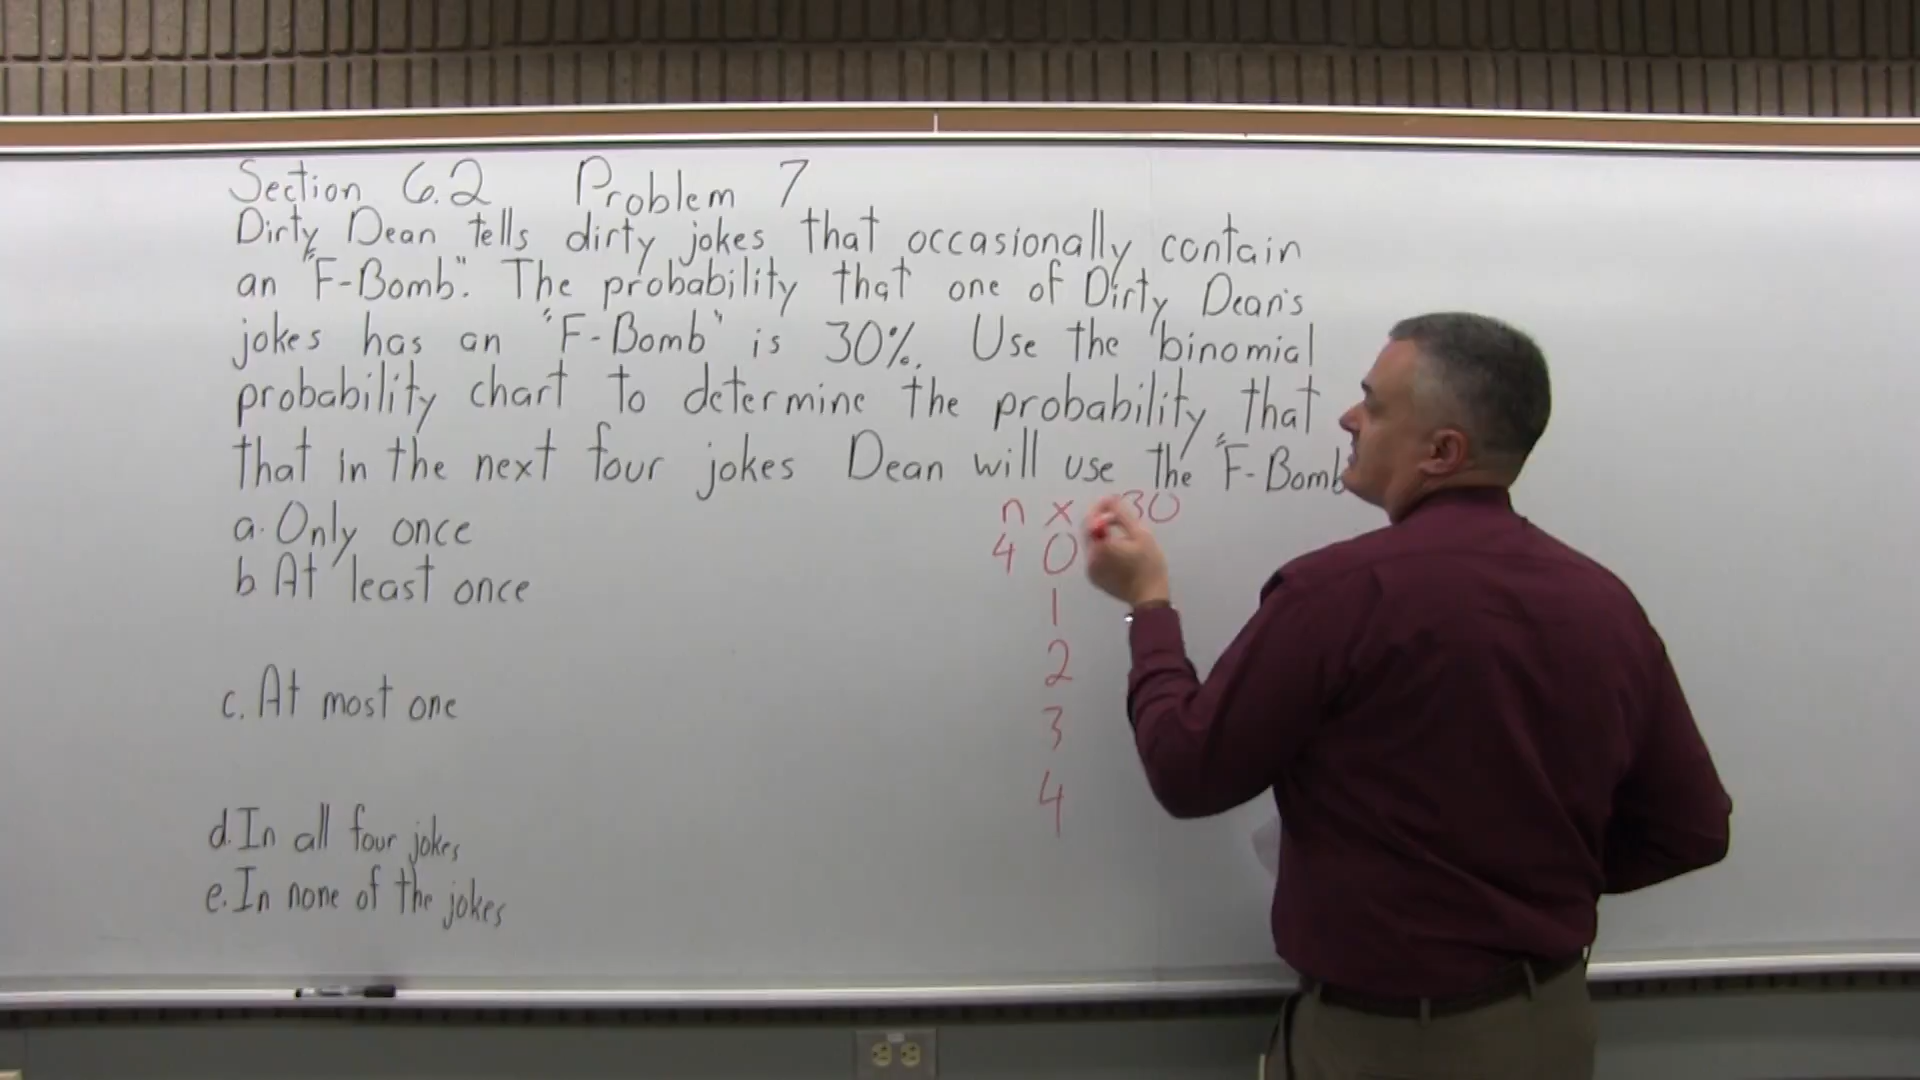 Section 6.2 Problem 7
Dirty Dean tells dirty jokes that occasionally contain
an "F-Bomb". The probability that one of Dirty Dean's
jokes has an "F-Bomb" is 30%. Use the binomial
probability chart to determine the probability that
that in the next four jokes Dean will use the "F-Bomb
a. Only once
b. At least once
c. At most one
d. In all four jokes
e. In none of the jokes
n x 30
4 0
1
2
3
4